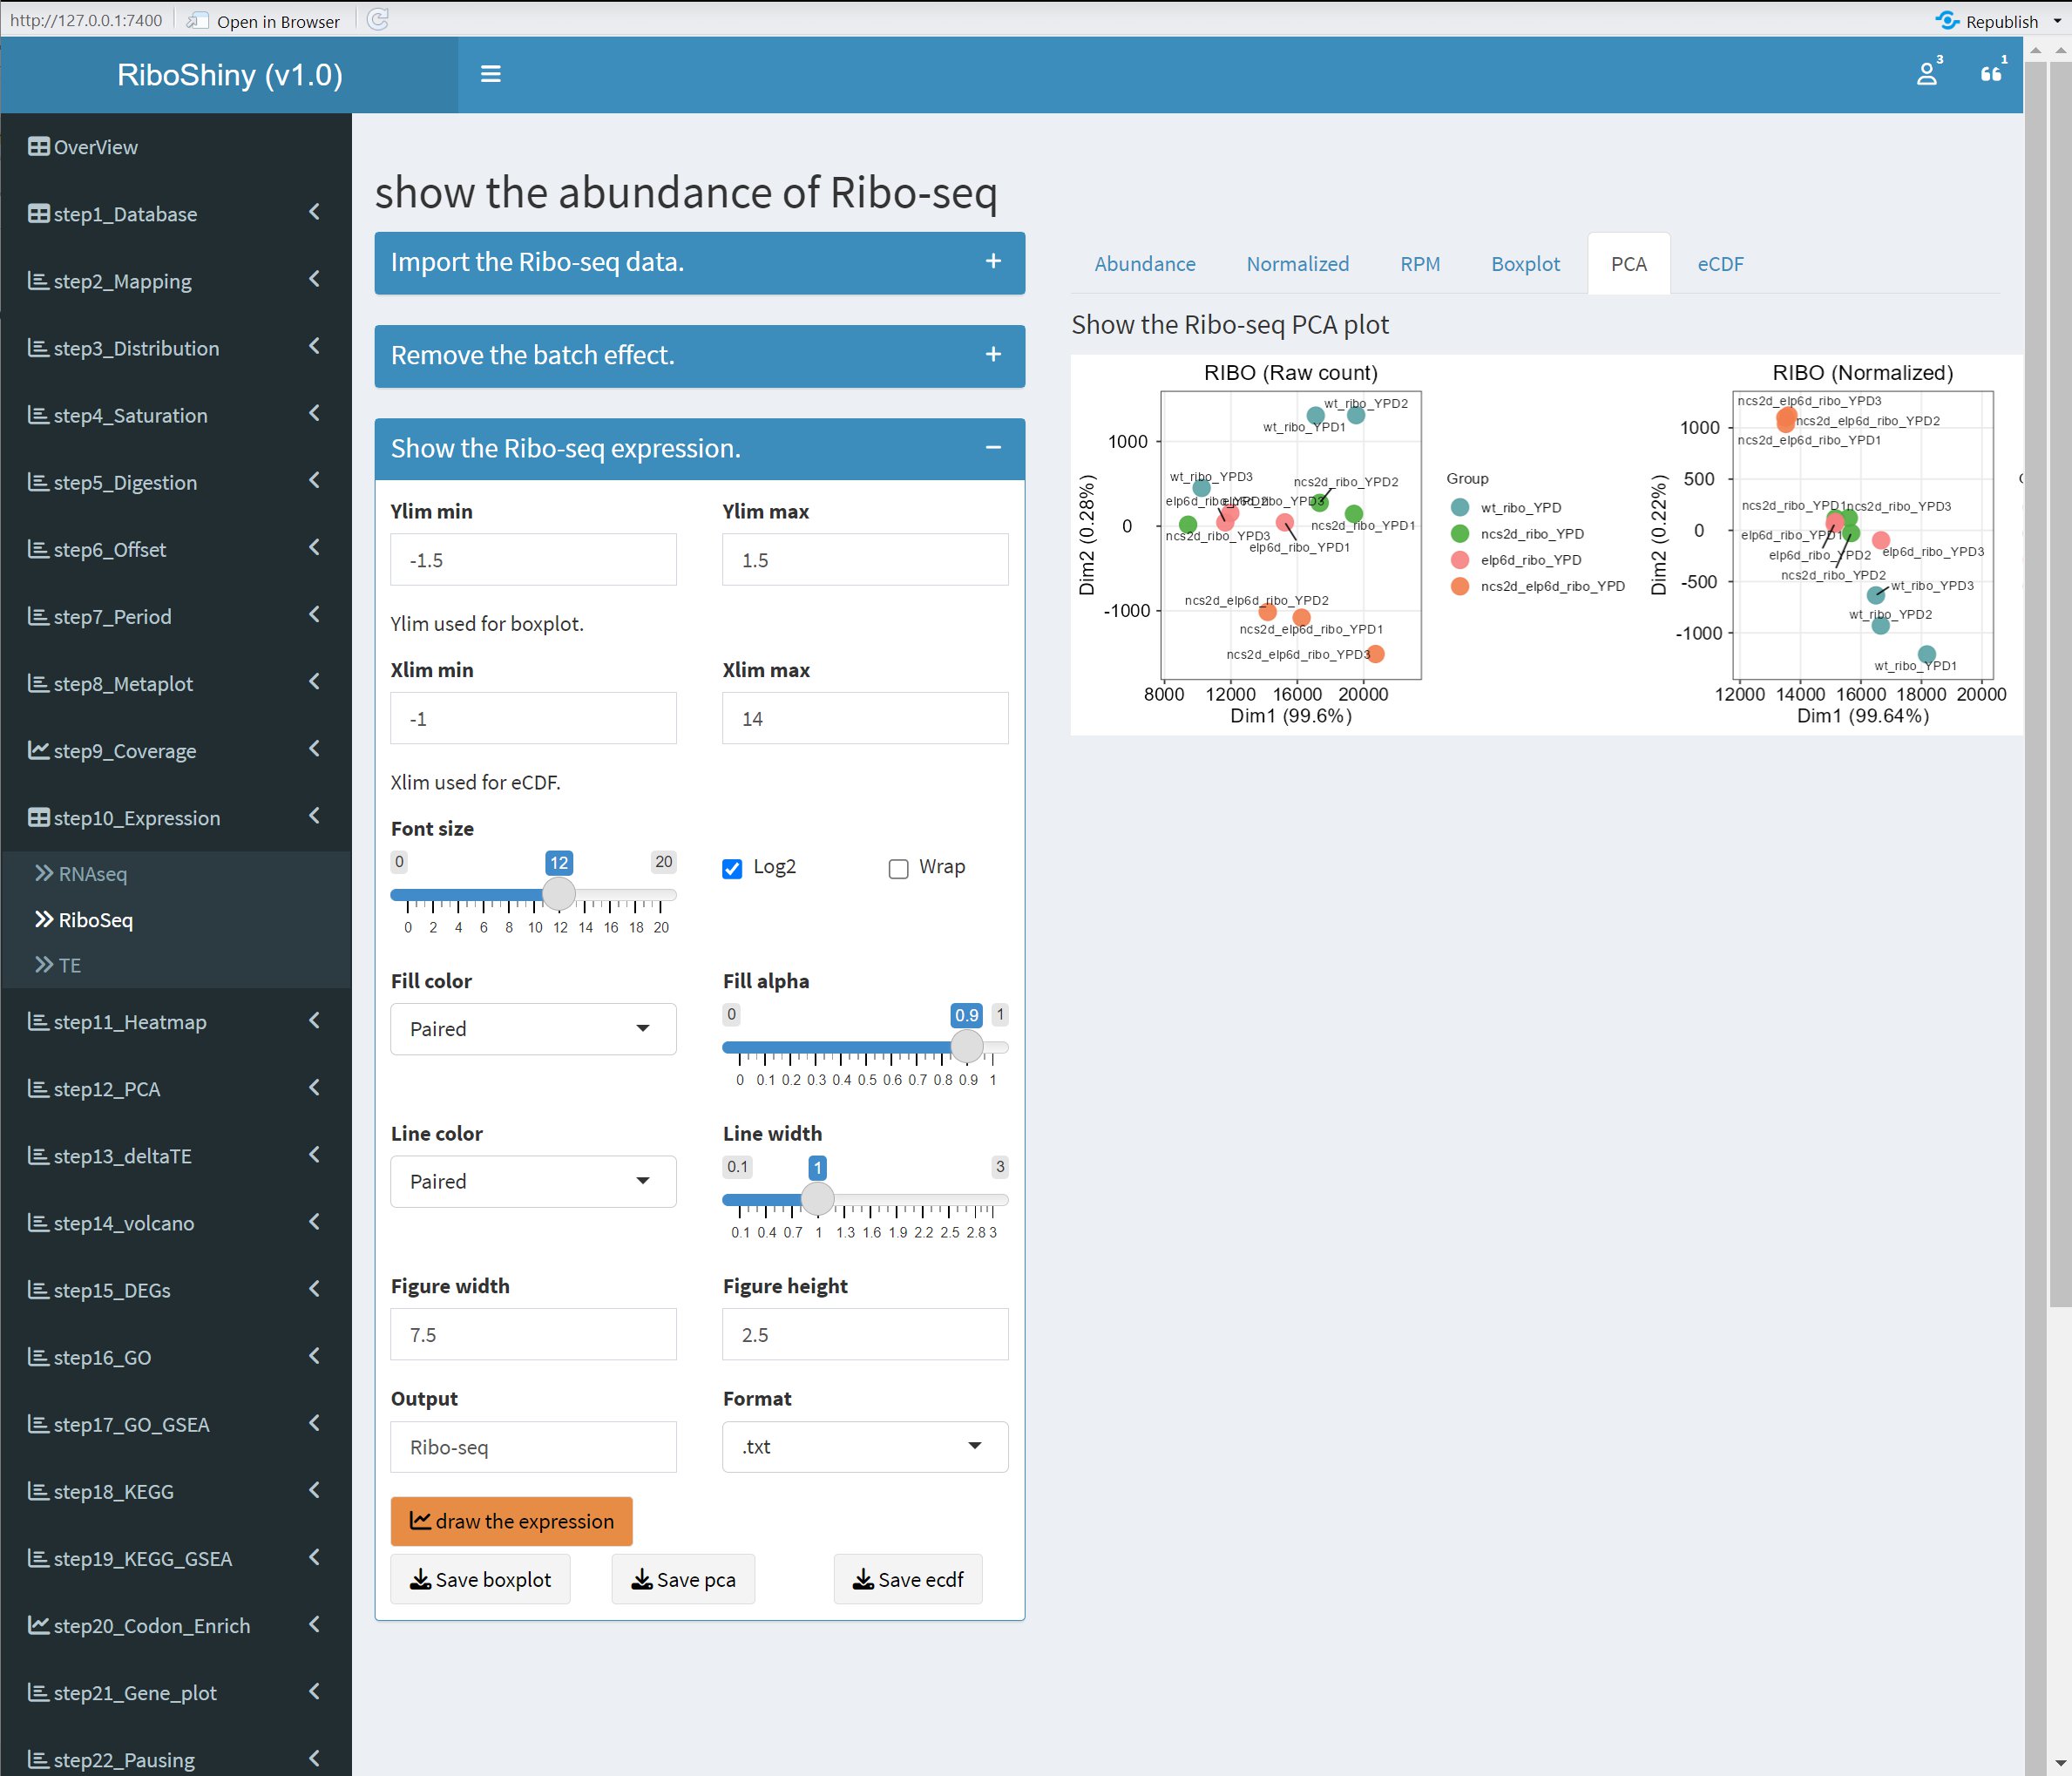 http://127.0.0.1:7400 Open in Browser Republish
RiboShiny (v1.0) 3 1
OverView
step1_Database
step2_Mapping
step3_Distribution
step4_Saturation
step5_Digestion
step6_Offset
step7_Period
step8_Metaplot
step9_Coverage
step10_Expression
RNAseq
RiboSeq
TE
step11_Heatmap
step12_PCA
step13_deltaTE
step14_volcano
step15_DEGs
step16_GO
step17_GO_GSEA
step18_KEGG
step19_KEGG_GSEA
step20_Codon_Enrich
step21_Gene_plot
step22_Pausing
show the abundance of Ribo-seq
Import the Ribo-seq data.
Remove the batch effect.
Show the Ribo-seq expression.
Ylim min Ylim max
-1.5 1.5
Ylim used for boxplot.
Xlim min Xlim max
-1 14
Xlim used for eCDF.
Font size
0 12 20
Log2 Wrap
0 2 4 6 8 10 12 14 16 18 20
Fill color Fill alpha
Paired
0 0.9 1
0 0.1 0.2 0.3 0.4 0.5 0.6 0.7 0.8 0.9 1
Line color Line width
Paired
0.1 1 3
0.1 0.4 0.7 1 1.3 1.6 1.9 2.2 2.5 2.8 3
Figure width Figure height
7.5 2.5
Output Format
Ribo-seq .txt
draw the expression
Save boxplot Save pca Save ecdf
Abundance Normalized RPM Boxplot PCA eCDF
Show the Ribo-seq PCA plot
RIBO (Raw count)
wt_ribo_YPD2
wt_ribo_YPD1
1000
wt_ribo_YPD3
ncs2d_ribo_YPD2
elp6d_ribo_YPD2
elp6d_ribo_YPD3
0
ncs2d_ribo_YPD1
ncs2d_ribo_YPD3
elp6d_ribo_YPD1
ncs2d_elp6d_ribo_YPD2
-1000
ncs2d_elp6d_ribo_YPD1
ncs2d_elp6d_ribo_YPD3
8000 12000 16000 20000
Dim1 (99.6%)
Dim2 (0.28%)
Group
wt_ribo_YPD
ncs2d_ribo_YPD
elp6d_ribo_YPD
ncs2d_elp6d_ribo_YPD
RIBO (Normalized)
ncs2d_elp6d_ribo_YPD3
ncs2d_elp6d_ribo_YPD2
1000
ncs2d_elp6d_ribo_YPD1
500
ncs2d_ribo_YPD1
ncs2d_ribo_YPD3
0
elp6d_ribo_YPD1
elp6d_ribo_YPD3
elp6d_ribo_YPD2
ncs2d_ribo_YPD2
-500
wt_ribo_YPD3
wt_ribo_YPD2
-1000
wt_ribo_YPD1
12000 14000 16000 18000 20000
Dim1 (99.64%)
Dim2 (0.22%)